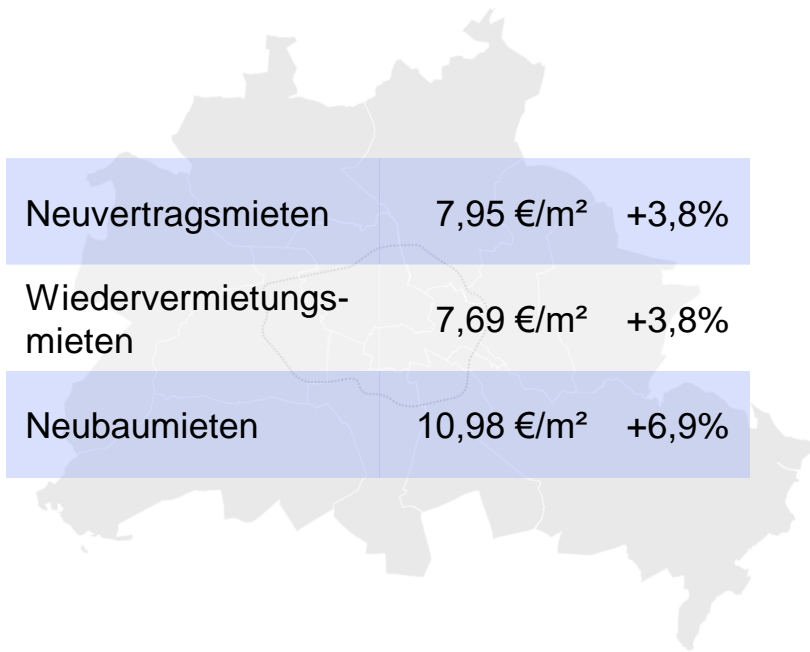 Neuvertragsmieten 7,95 €/m² +3,8%
Wiedervermietungs-
mieten 7,69 €/m² +3,8%
Neubaumieten 10,98 €/m² +6,9%